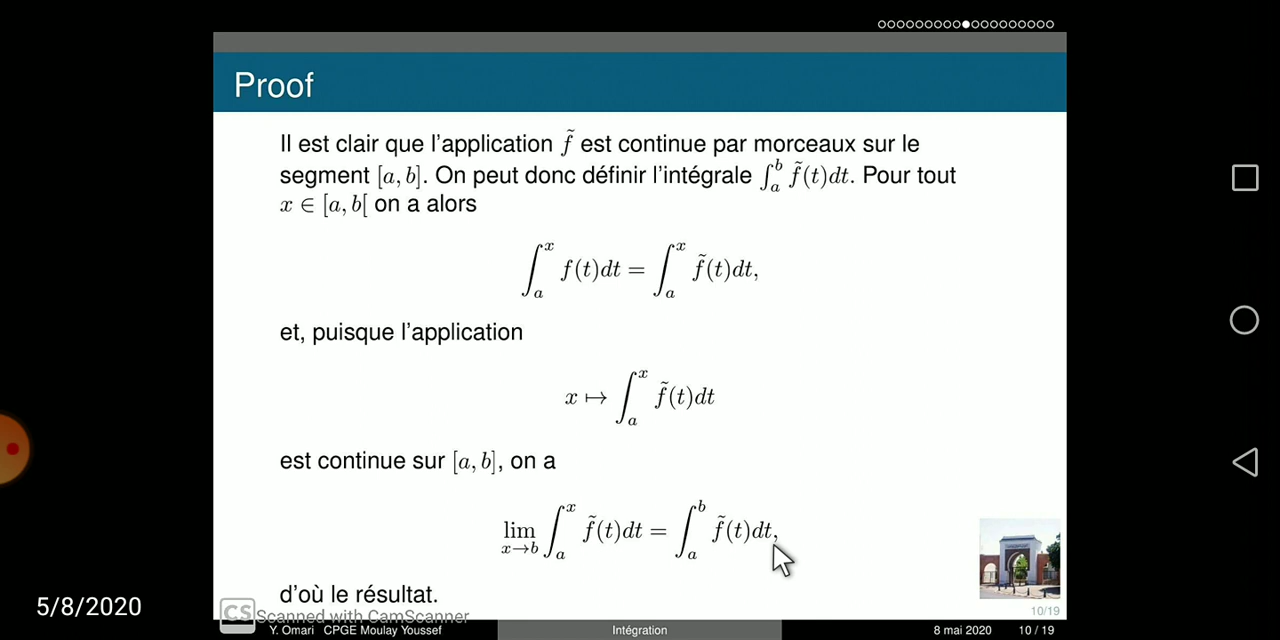 Proof
Il est clair que l'application f̃ est continue par morceaux sur le
segment [a, b]. On peut donc définir l'intégrale ∫_a^b f̃(t)dt. Pour tout
x ∈ [a, b[ on a alors
∫_a^x f(t)dt = ∫_a^x f̃(t)dt,
et, puisque l'application
x ↦ ∫_a^x f̃(t)dt
est continue sur [a, b], on a
lim_{x→b} ∫_a^x f̃(t)dt = ∫_a^b f̃(t)dt,
d'où le résultat.
5/8/2020
10/19
CS Scanned with CamScanner
Y. Omari CPGE Moulay Youssef Intégration 8 mai 2020 10 / 19